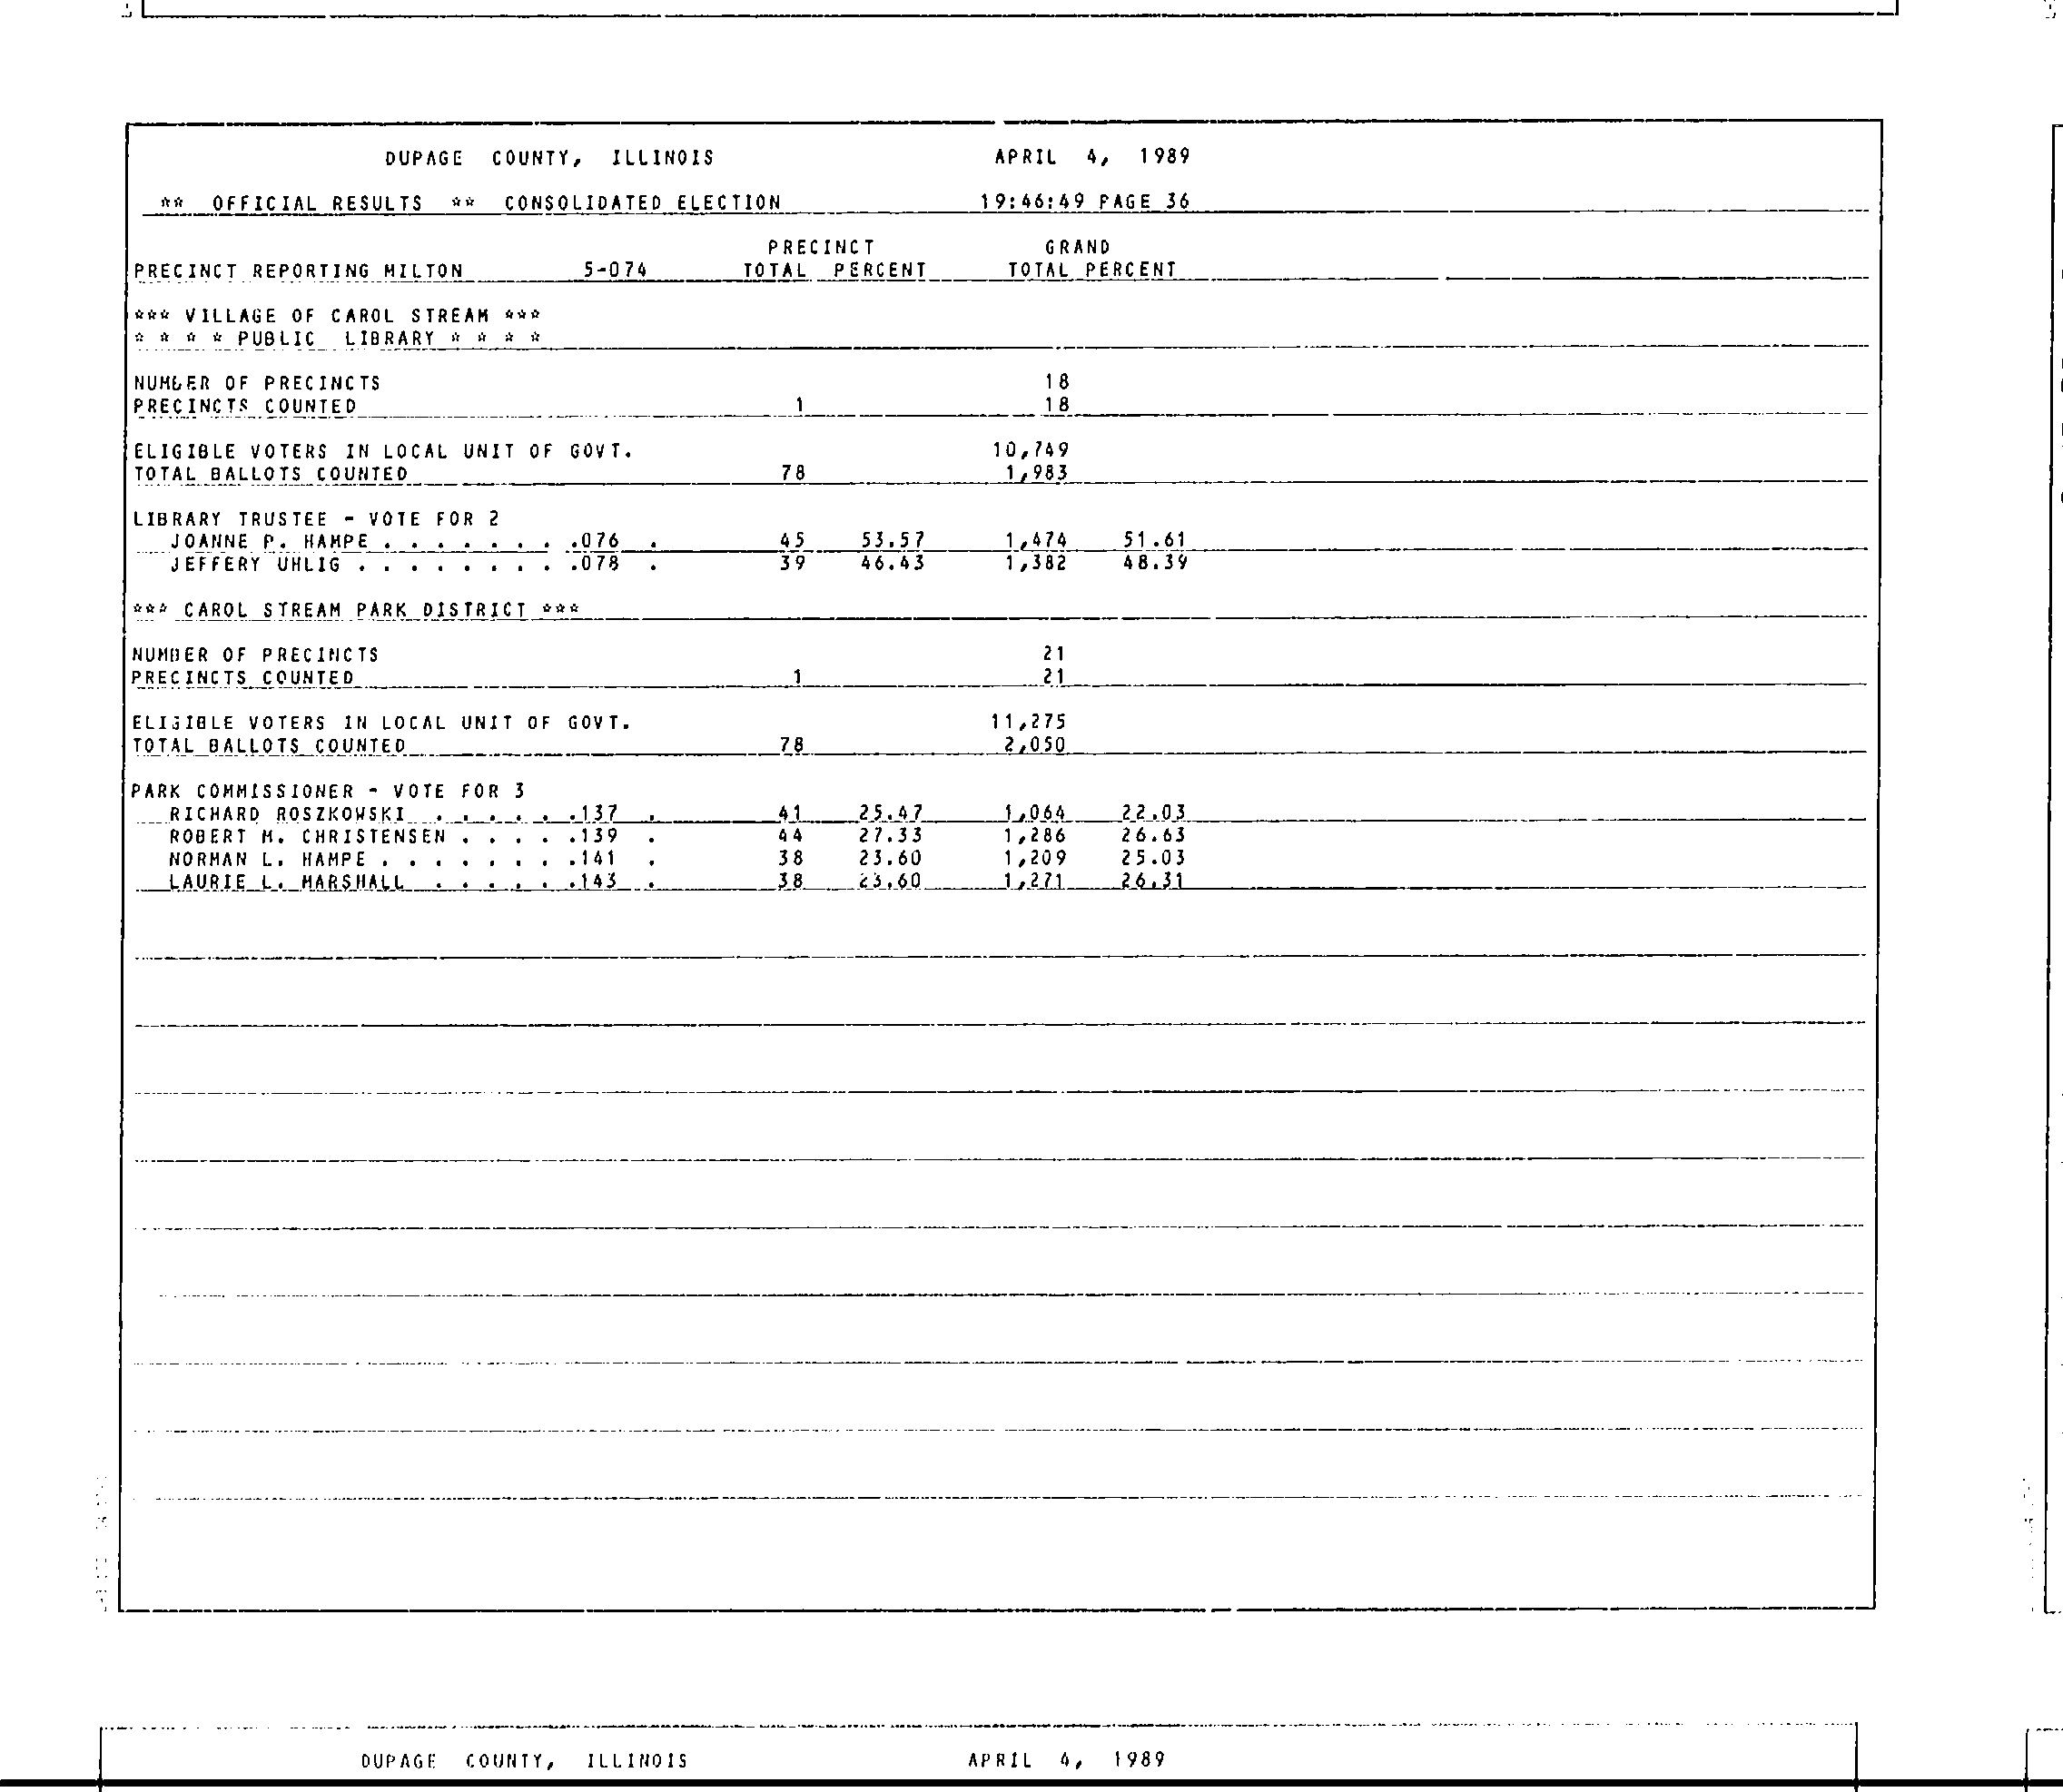 DUPAGE COUNTY, ILLINOIS APRIL 4, 1989
** OFFICIAL RESULTS ** CONSOLIDATED ELECTION 19:46:49 PAGE 36
PRECINCT GRAND
PRECINCT REPORTING MILTON 5-074 TOTAL PERCENT TOTAL PERCENT
*** VILLAGE OF CAROL STREAM ***
* * * * PUBLIC LIBRARY * * * *
NUMBER OF PRECINCTS 18
PRECINCTS COUNTED 1 18
ELIGIBLE VOTERS IN LOCAL UNIT OF GOVT. 10,749
TOTAL BALLOTS COUNTED 78 1,983
LIBRARY TRUSTEE - VOTE FOR 2
JOANNE P. HAMPE . . . . . . . .076 . 45 53.57 1,474 51.61
JEFFERY UHLIG . . . . . . . . .078 . 39 46.43 1,382 48.39
*** CAROL STREAM PARK DISTRICT ***
NUMBER OF PRECINCTS 21
PRECINCTS COUNTED 1 21
ELIGIBLE VOTERS IN LOCAL UNIT OF GOVT. 11,275
TOTAL BALLOTS COUNTED 78 2,050
PARK COMMISSIONER - VOTE FOR 3
RICHARD ROSZKOWSKI . . . . . .137 . 41 25.47 1,064 22.03
ROBERT M. CHRISTENSEN . . . . .139 . 44 27.33 1,286 26.63
NORMAN L. HAMPE . . . . . . . .141 . 38 23.60 1,209 25.03
LAURIE L. MARSHALL . . . . . .143 . 38 23.60 1,271 26.31
DUPAGE COUNTY, ILLINOIS APRIL 4, 1989